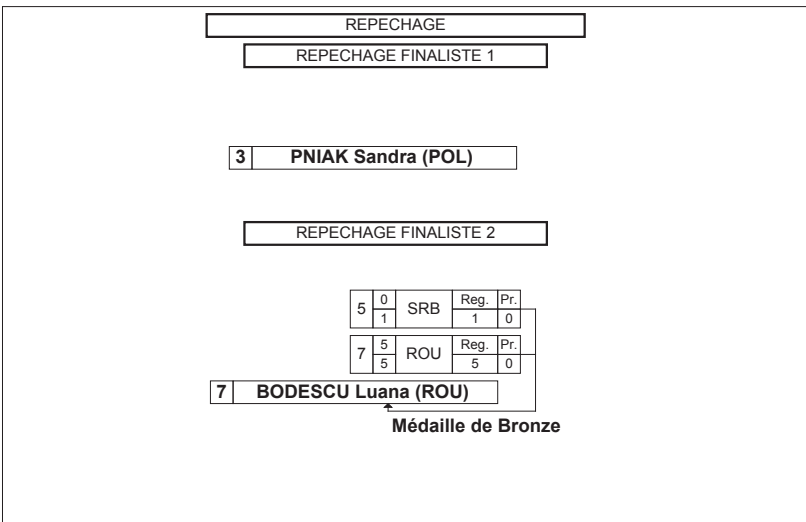 REPECHAGE
REPECHAGE FINALISTE 1
3 PNIAK Sandra (POL)
REPECHAGE FINALISTE 2
5 0 SRB Reg. Pr.
1 1 0
7 5 ROU Reg. Pr.
5 5 0
7 BODESCU Luana (ROU)
Médaille de Bronze